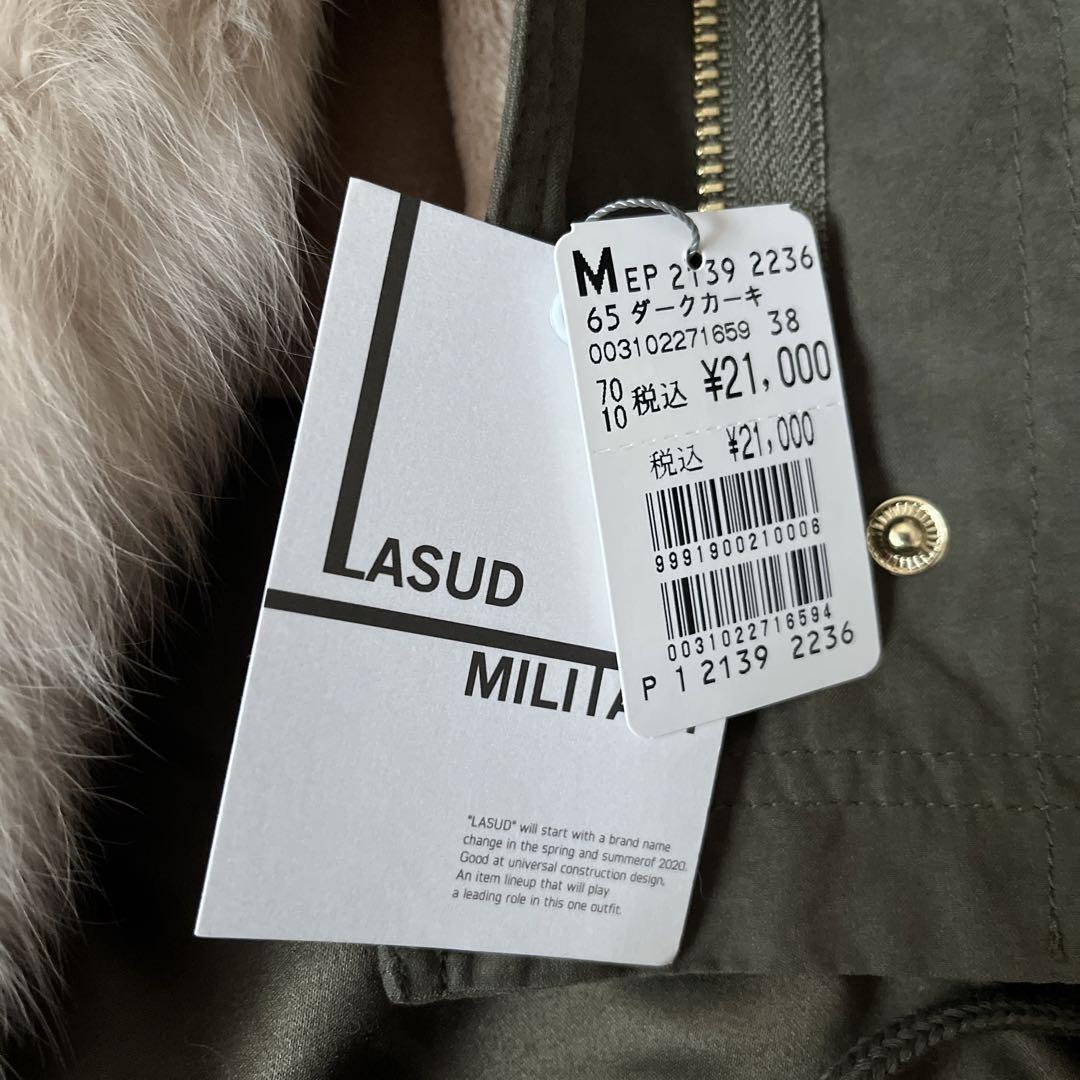 LASUD
MILITA
"LASUD" will start with a brand name
change in the spring and summerof 2020.
Good at universal construction design,
An item lineup that will play
a leading role in this one outfit.
M EP 2139 2236
65 ダークカーキ
003102271659 38
70
10 税込 ¥21,000
税込 ¥21,000
9991900210006
0031022716594
P 1 2139 2236